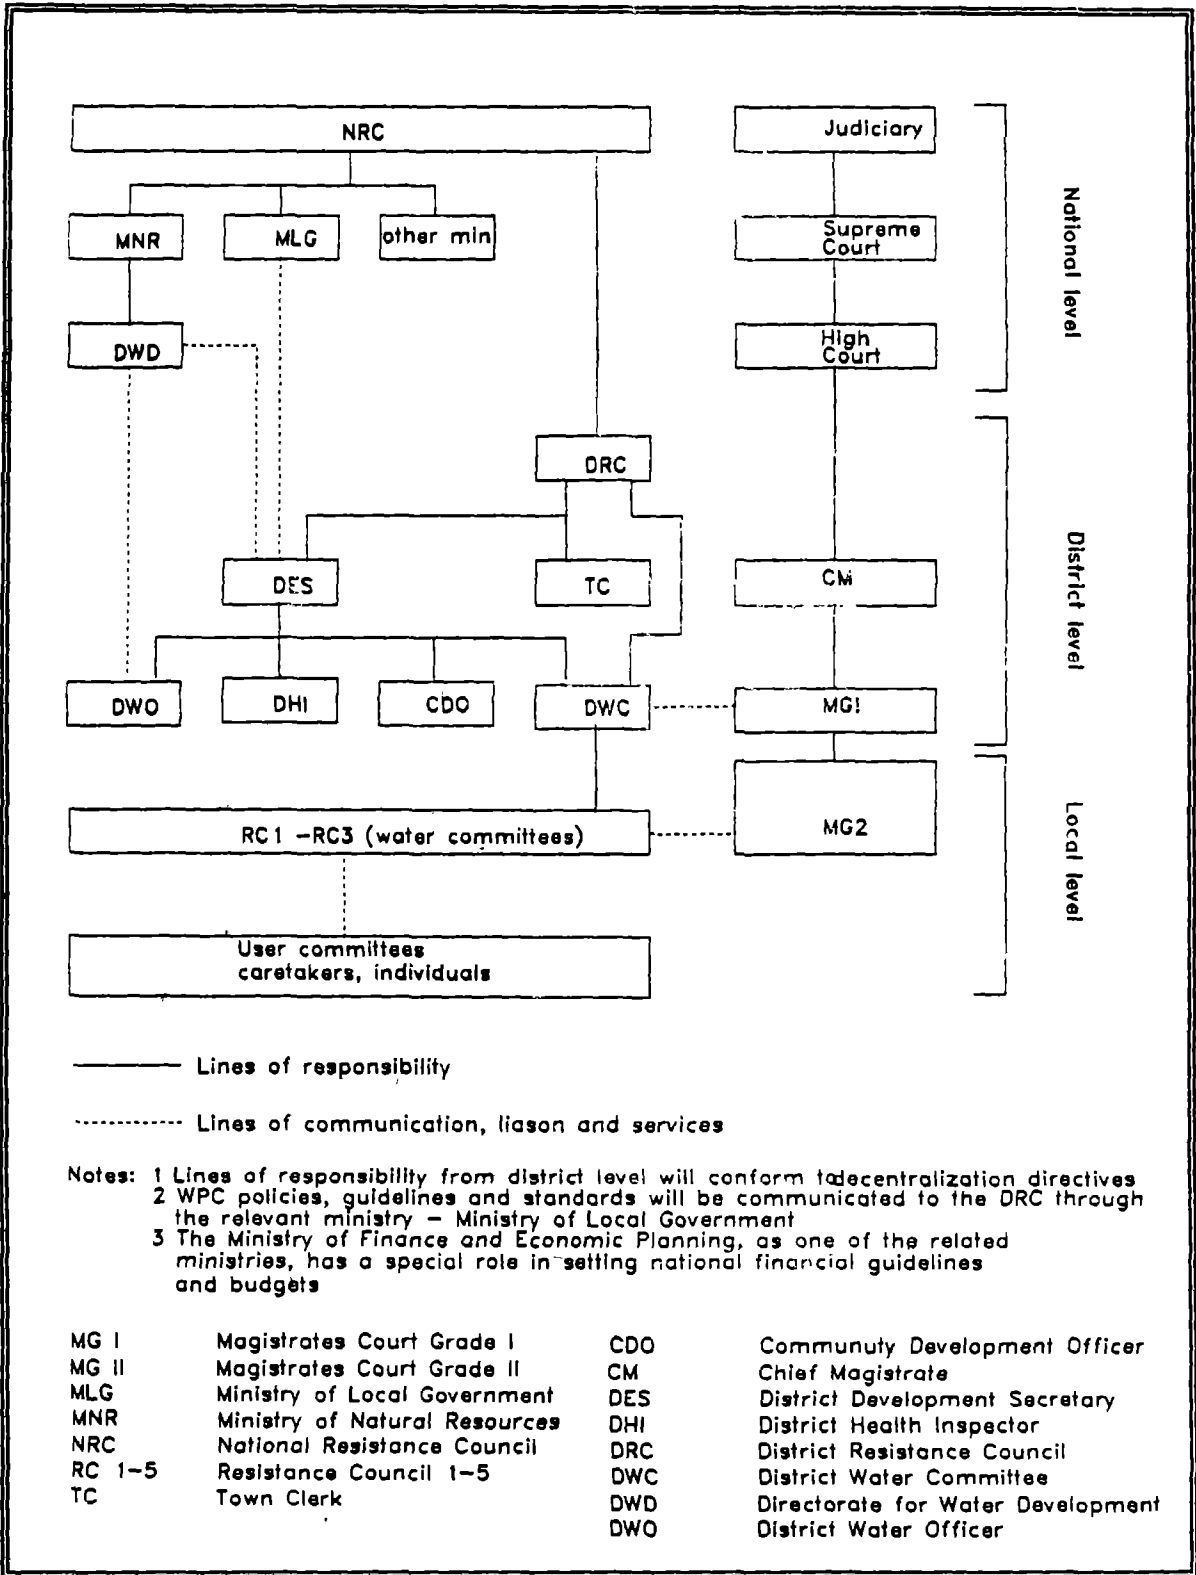 NRC
Judiciary
MNR
MLG
other min
Supreme
Court
DWD
High
Court
National level
DRC
DES
TC
CM
District level
DWO
DHI
CDO
DWC
MG1
RC1 -RC3 (water committees)
MG2
Local level
User committees
caretakers, individuals
Lines of responsibility
Lines of communication, liason and services
Notes: 1 Lines of responsibility from district level will conform todecentralization directives
2 WPC policies, guidelines and standards will be communicated to the DRC through
the relevant ministry – Ministry of Local Government
3 The Ministry of Finance and Economic Planning, as one of the related
ministries, has a special role in setting national financial guidelines
and budgets
MG I Magistrates Court Grade I
MG II Magistrates Court Grade II
MLG Ministry of Local Government
MNR Ministry of Natural Resources
NRC National Resistance Council
RC 1-5 Resistance Council 1-5
TC Town Clerk
CDO Communuty Development Officer
CM Chief Magistrate
DES District Development Secretary
DHI District Health Inspector
DRC District Resistance Council
DWC District Water Committee
DWD Directorate for Water Development
DWO District Water Officer